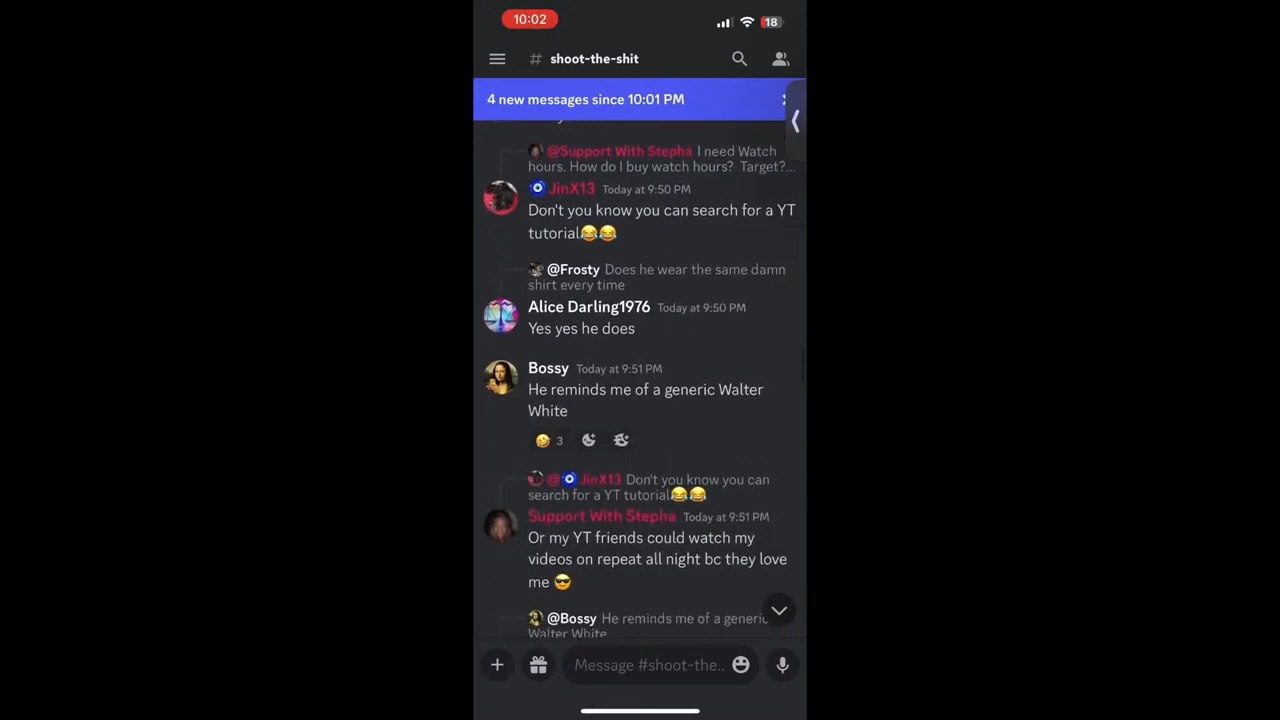 10:02
18
# shoot-the-shit
4 new messages since 10:01 PM
@Support With Stepha I need Watch
hours. How do I buy watch hours? Target?...
JinX13 Today at 9:50 PM
Don't you know you can search for a YT
tutorial😂😂
@Frosty Does he wear the same damn
shirt every time
Alice Darling1976 Today at 9:50 PM
Yes yes he does
Bossy Today at 9:51 PM
He reminds me of a generic Walter
White
🤣 3
@🧿JinX13 Don't you know you can
search for a YT tutorial😂😂
Support With Stepha Today at 9:51 PM
Or my YT friends could watch my
videos on repeat all night bc they love
me 😎
@Bossy He reminds me of a generic
Walter White
Message #shoot-the..